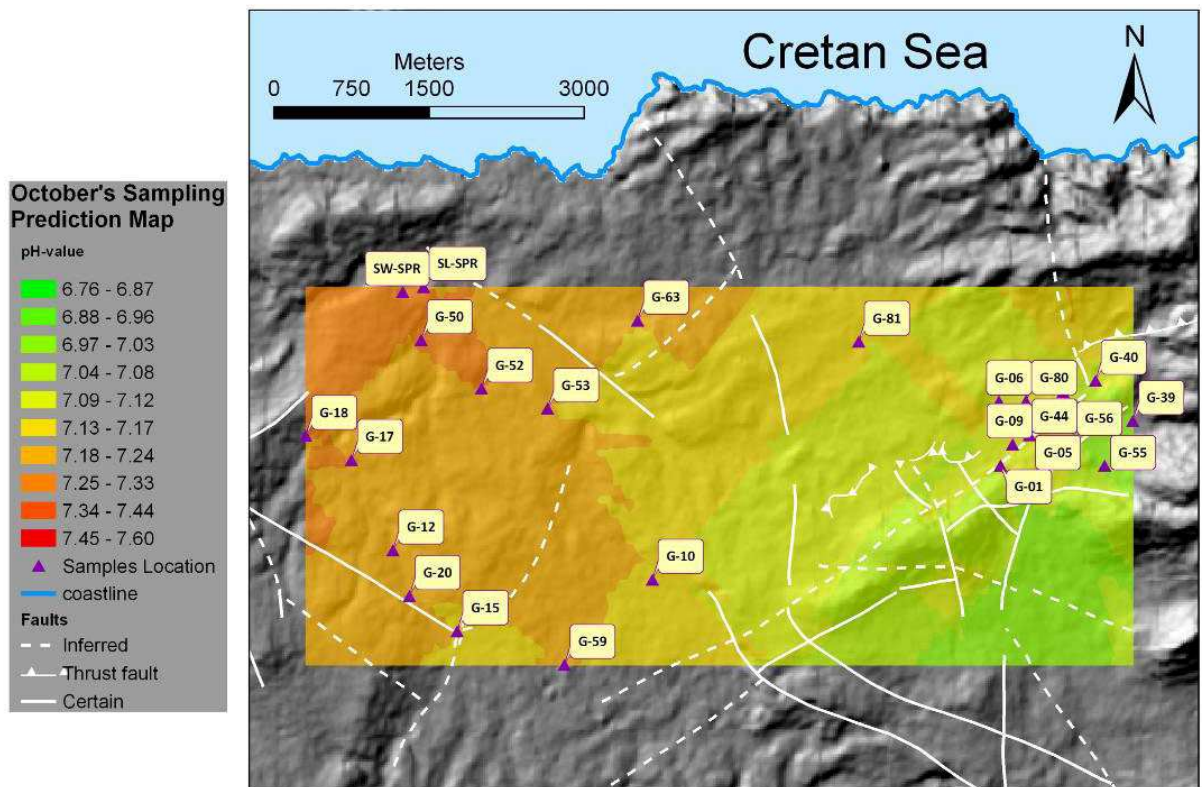 Cretan Sea
N
Meters
0 750 1500 3000
October's Sampling
Prediction Map
pH-value
6.76 - 6.87
6.88 - 6.96
6.97 - 7.03
7.04 - 7.08
7.09 - 7.12
7.13 - 7.17
7.18 - 7.24
7.25 - 7.33
7.34 - 7.44
7.45 - 7.60
Samples Location
coastline
Faults
Inferred
Thrust fault
Certain
SW-SPR
SL-SPR
G-50
G-63
G-81
G-52
G-53
G-40
G-06
G-80
G-39
G-18
G-17
G-09
G-44
G-56
G-05
G-55
G-01
G-12
G-10
G-20
G-15
G-59